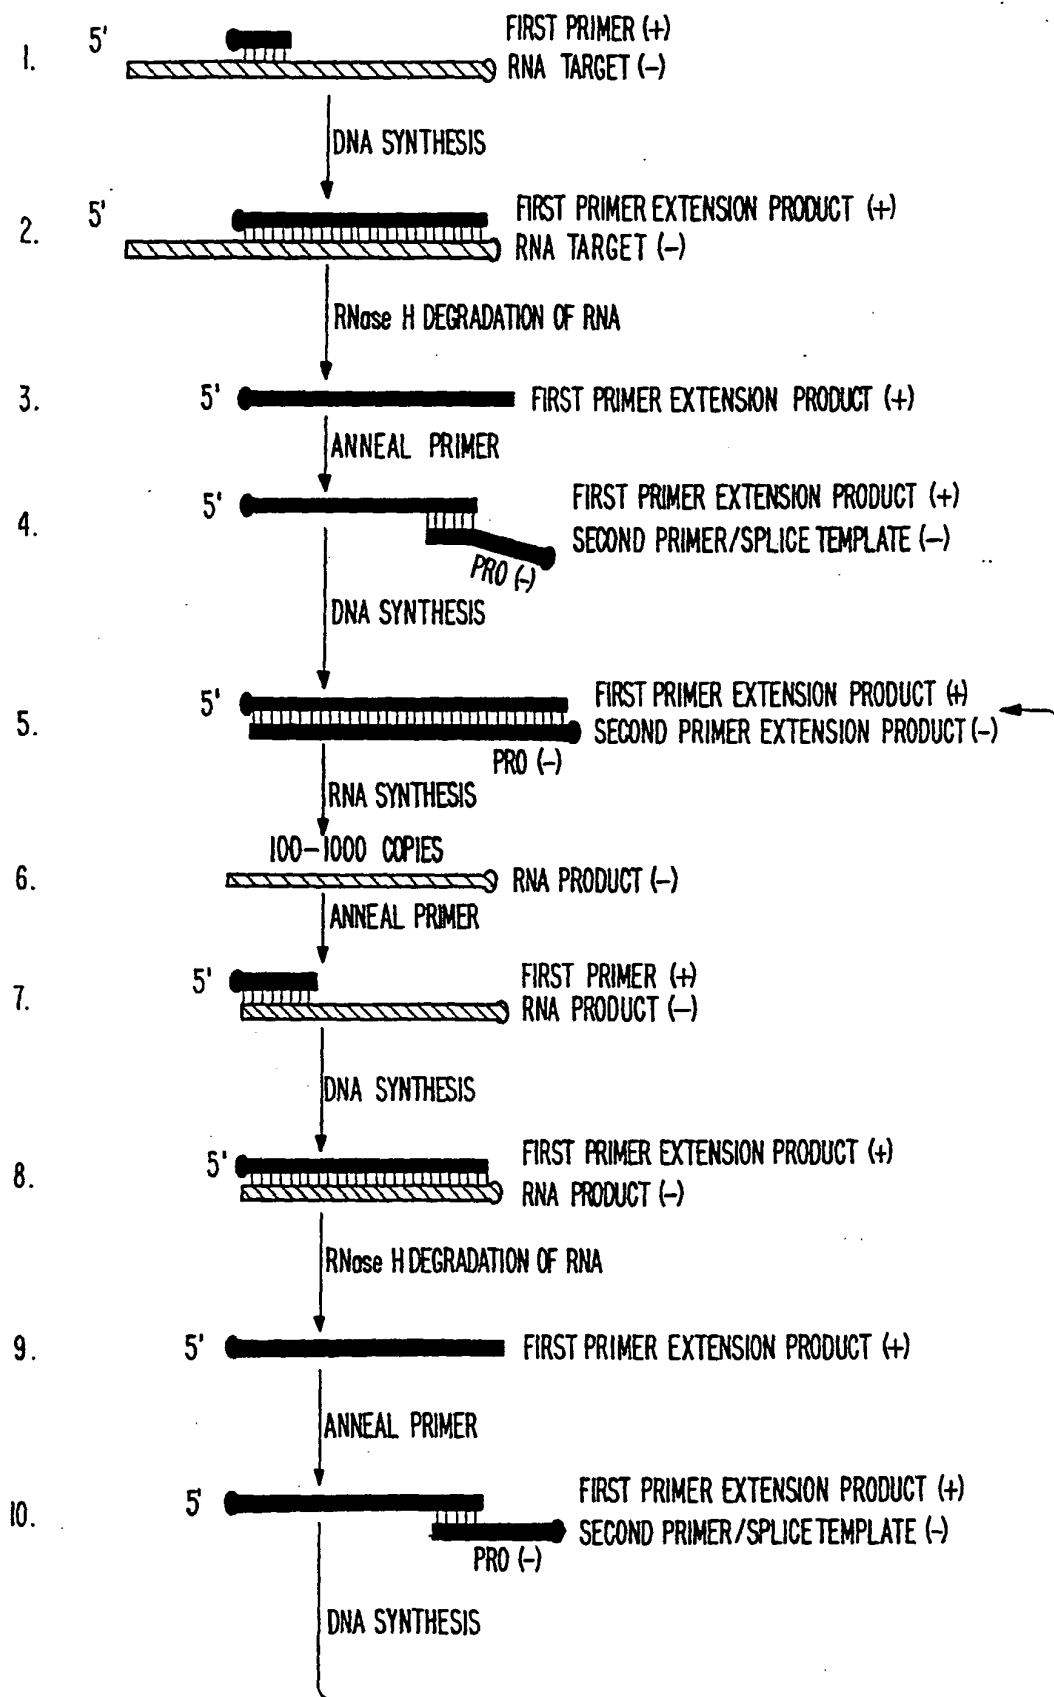 1. 5' FIRST PRIMER (+)
RNA TARGET (-)
DNA SYNTHESIS
2. 5' FIRST PRIMER EXTENSION PRODUCT (+)
RNA TARGET (-)
RNase H DEGRADATION OF RNA
3. 5' FIRST PRIMER EXTENSION PRODUCT (+)
ANNEAL PRIMER
4. 5' FIRST PRIMER EXTENSION PRODUCT (+)
SECOND PRIMER/SPLICE TEMPLATE (-)
PRO (-)
DNA SYNTHESIS
5. 5' FIRST PRIMER EXTENSION PRODUCT (+)
SECOND PRIMER EXTENSION PRODUCT (-)
PRO (-)
RNA SYNTHESIS
100-1000 COPIES
6. RNA PRODUCT (-)
ANNEAL PRIMER
7. 5' FIRST PRIMER (+)
RNA PRODUCT (-)
DNA SYNTHESIS
8. 5' FIRST PRIMER EXTENSION PRODUCT (+)
RNA PRODUCT (-)
RNase H DEGRADATION OF RNA
9. 5' FIRST PRIMER EXTENSION PRODUCT (+)
ANNEAL PRIMER
10. 5' FIRST PRIMER EXTENSION PRODUCT (+)
SECOND PRIMER/SPLICE TEMPLATE (-)
PRO (-)
DNA SYNTHESIS